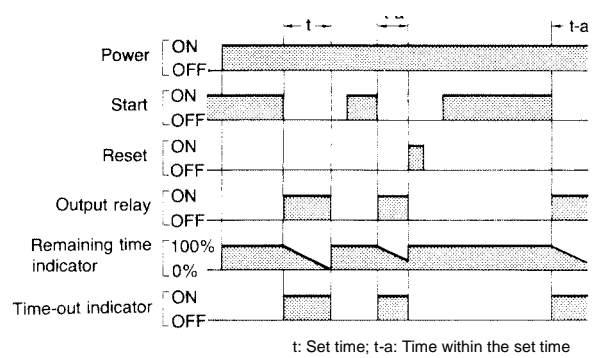 t t-a t-a
Power ON
OFF
Start ON
OFF
Reset ON
OFF
Output relay ON
OFF
Remaining time indicator 100%
0%
Time-out indicator ON
OFF
t: Set time; t-a: Time within the set time